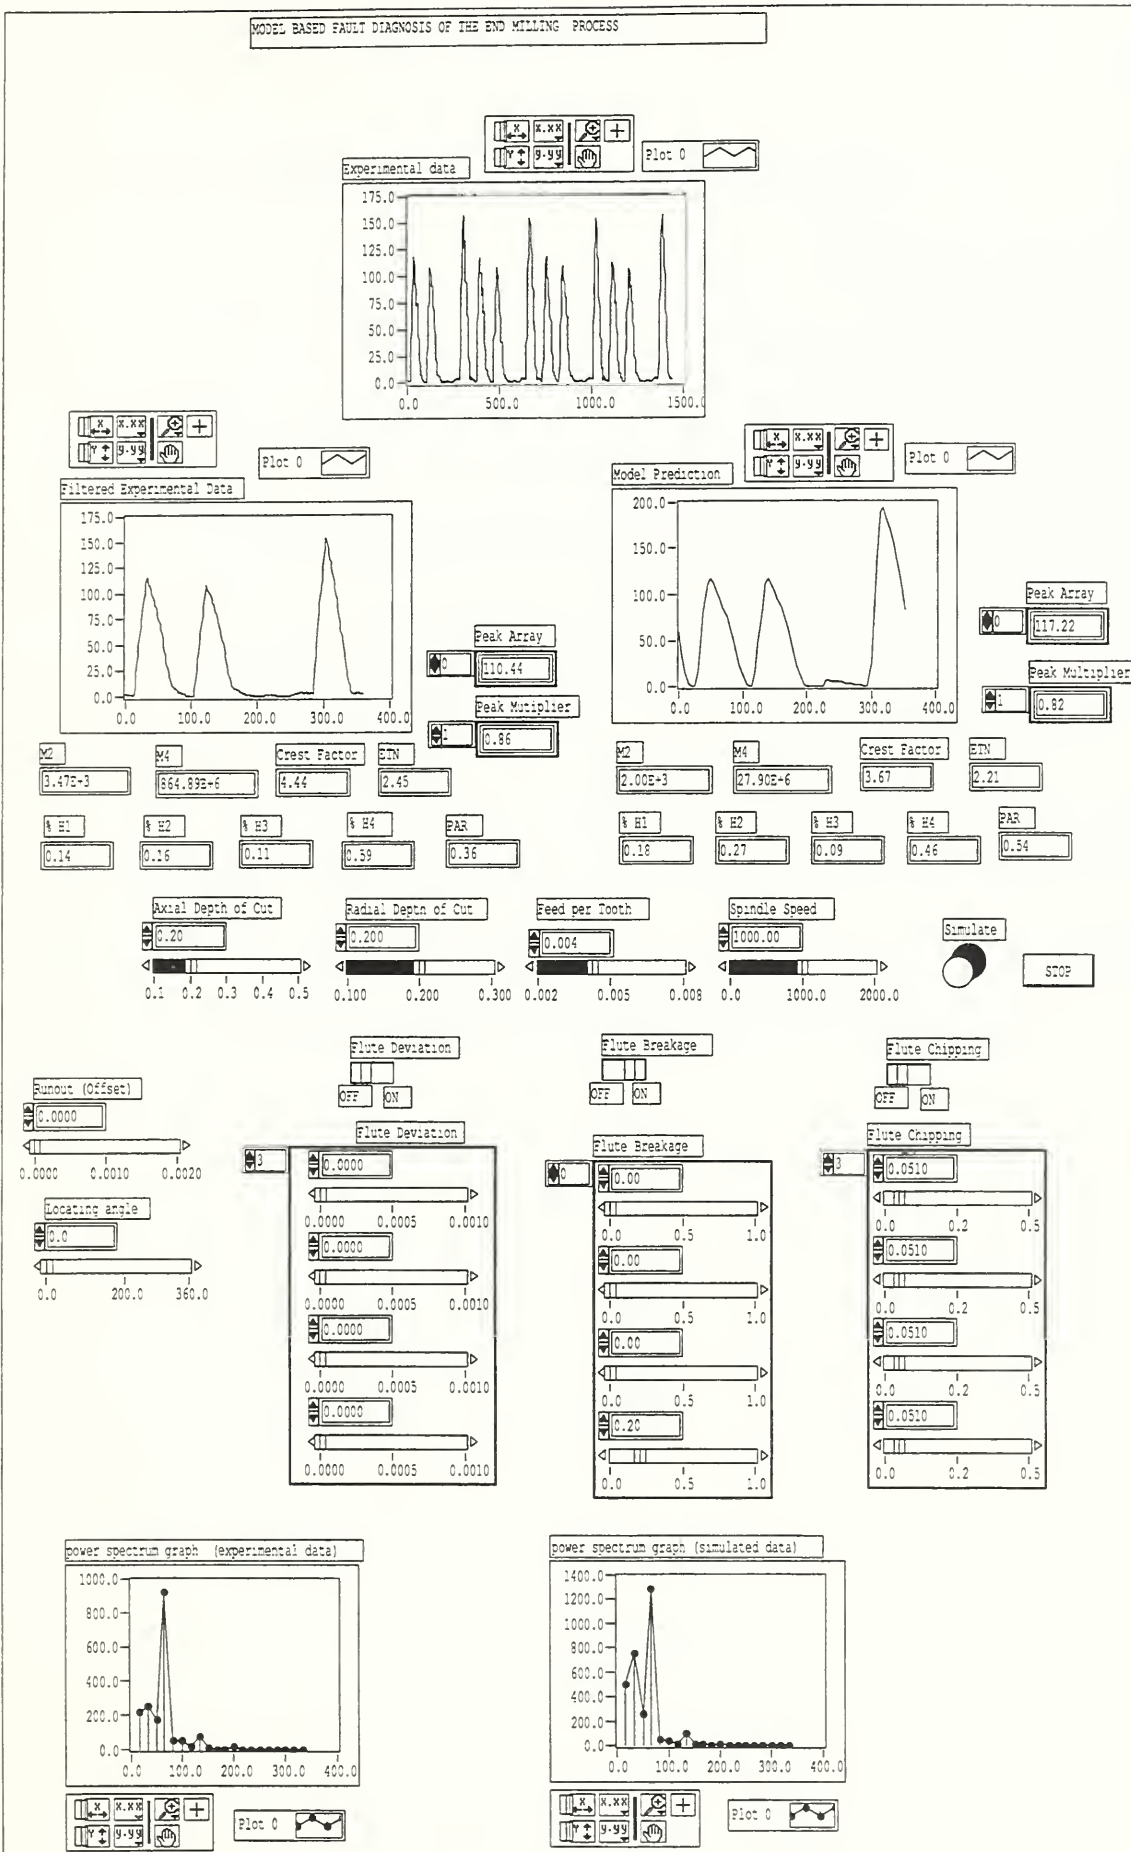 MODEL BASED FAULT DIAGNOSIS OF THE END MILLING PROCESS
X X.XX
Y y.yy
Plot 0
Experimental data
175.0
150.0
125.0
100.0
75.0
50.0
25.0
0.0
0.0 500.0 1000.0 1500.0
X X.XX
Y y.yy
Plot 0
Filtered Experimental Data
175.0
150.0
125.0
100.0
75.0
50.0
25.0
0.0
0.0 100.0 200.0 300.0 400.0
Peak Array
0 110.44
Peak Mutiplier
1 0.86
X X.XX
Y y.yy
Plot 0
Model Prediction
200.0
150.0
100.0
50.0
0.0
0.0 100.0 200.0 300.0 400.0
Peak Array
0 117.22
Peak Multiplier
1 0.82
M2 M4 Crest Factor ETN
3.47E+3 864.89E+6 4.44 2.45
% H1 % H2 % H3 % H4 PAR
0.14 0.16 0.11 0.59 0.36
M2 M4 Crest Factor ETN
2.00E+3 27.90E+6 3.67 2.21
% H1 % H2 % H3 % H4 PAR
0.18 0.27 0.09 0.46 0.54
Axial Depth of Cut
0.20
0.1 0.2 0.3 0.4 0.5
Radial Depth of Cut
0.200
0.100 0.200 0.300
Feed per Tooth
0.004
0.002 0.005 0.008
Spindle Speed
1000.00
0.0 1000.0 2000.0
Simulate
STOP
Flute Deviation
OFF ON
Flute Breakage
OFF ON
Flute Chipping
OFF ON
Runout (Offset)
0.0000
0.0000 0.0010 0.0020
Locating angle
0.0
0.0 200.0 360.0
Flute Deviation
3 0.0000
0.0000 0.0005 0.0010
0.0000
0.0000 0.0005 0.0010
0.0000
0.0000 0.0005 0.0010
0.0000
0.0000 0.0005 0.0010
Flute Breakage
0 0.00
0.0 0.5 1.0
0.00
0.0 0.5 1.0
0.00
0.0 0.5 1.0
0.20
0.0 0.5 1.0
Flute Chipping
3 0.0510
0.0 0.2 0.5
0.0510
0.0 0.2 0.5
0.0510
0.0 0.2 0.5
0.0510
0.0 0.2 0.5
power spectrum graph (experimental data)
1000.0
800.0
600.0
400.0
200.0
0.0
0.0 100.0 200.0 300.0 400.0
X X.XX
Y y.yy
Plot 0
power spectrum graph (simulated data)
1400.0
1200.0
1000.0
800.0
600.0
400.0
200.0
0.0
0.0 100.0 200.0 300.0 400.0
X X.XX
Y y.yy
Plot 0